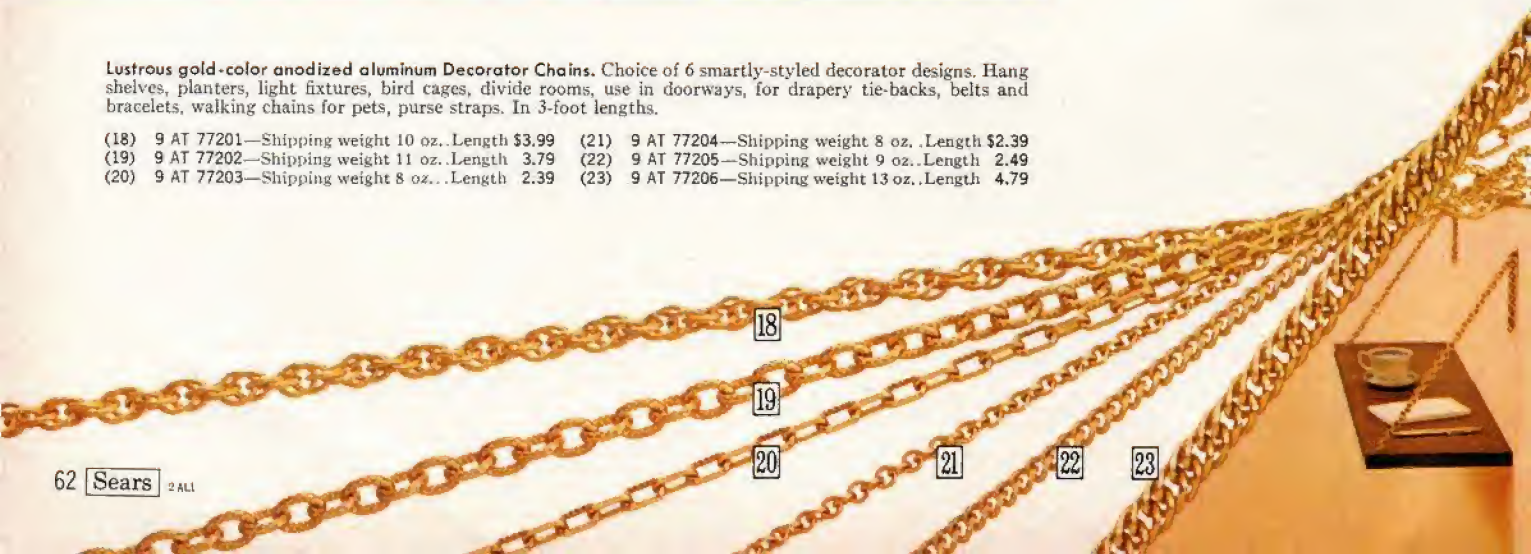 Lustrous gold-color anodized aluminum Decorator Chains. Choice of 6 smartly-styled decorator designs. Hang
shelves, planters, light fixtures, bird cages, divide rooms, use in doorways, for drapery tie-backs, belts and
bracelets, walking chains for pets, purse straps. In 3-foot lengths.
(18) 9 AT 77201—Shipping weight 10 oz..Length $3.99 (21) 9 AT 77204—Shipping weight 8 oz. .Length $2.39
(19) 9 AT 77202—Shipping weight 11 oz..Length 3.79 (22) 9 AT 77205—Shipping weight 9 oz..Length 2.49
(20) 9 AT 77203—Shipping weight 8 oz...Length 2.39 (23) 9 AT 77206—Shipping weight 13 oz..Length 4.79
18
19
20 21 22 23
62 Sears 2ALI